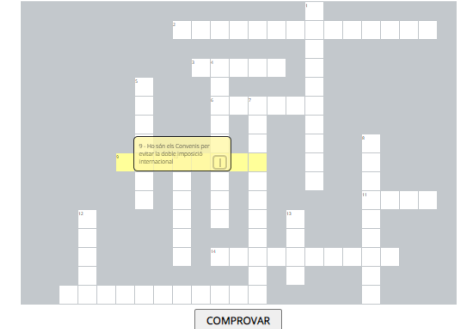 1
2
3 4
5
6 7
8
9 - Ho són els Convenis per
evitar la doble imposició
internacional
9
11
12 13
14
COMPROVAR